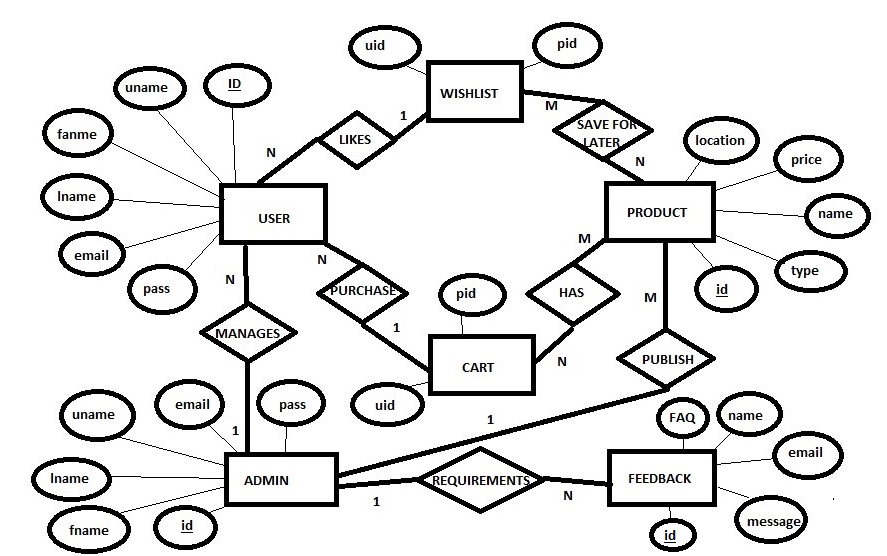 uid
pid
ID
uname
WISHLIST
M
1
SAVE FOR
LATER
fanme
LIKES
location
N
N
price
lname
USER
PRODUCT
name
email
M
N
type
N
pass
PURCHASE
pid
HAS
id
M
MANAGES
1
PUBLISH
N
CART
uname
email
pass
uid
1
FAQ
name
1
email
lname
ADMIN
REQUIREMENTS
FEEDBACK
1
N
fname
id
id
message